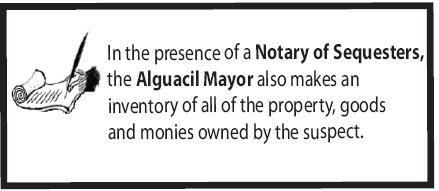 In the presence of a Notary of Sequesters,
the Alguacil Mayor also makes an
inventory of all of the property, goods
and monies owned by the suspect.